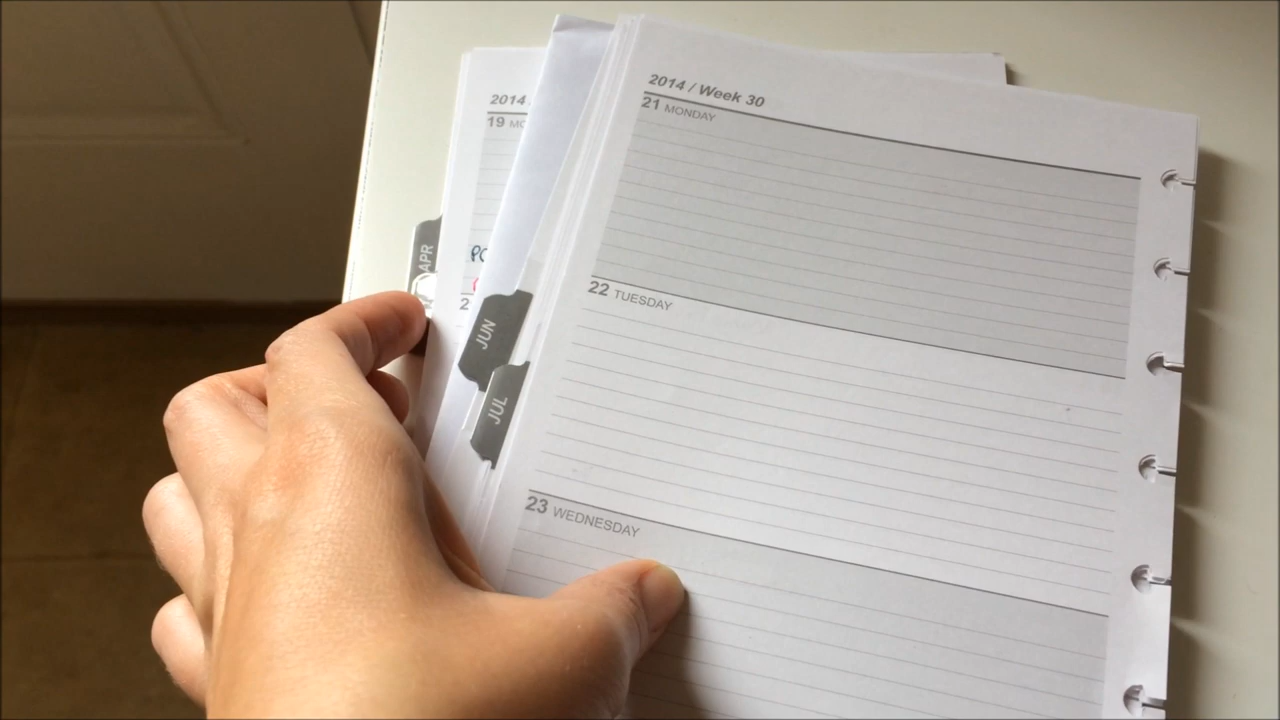 2014 / Week 30
21 MONDAY
22 TUESDAY
23 WEDNESDAY
2014
19
APR
JUN
JUL